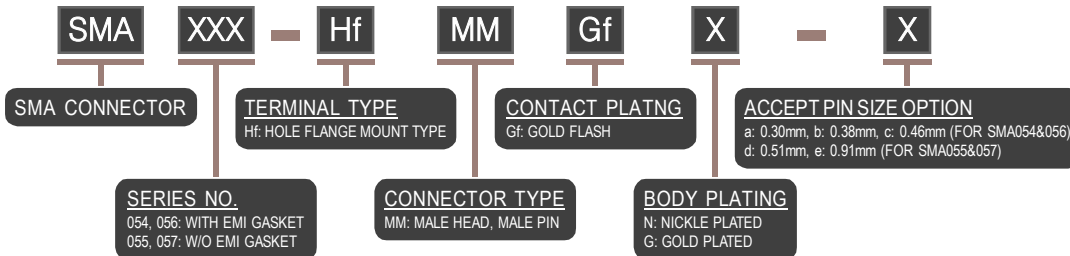 SMA XXX Hf MM Gf X - X
SMA CONNECTOR
TERMINAL TYPE
Hf: HOLE FLANGE MOUNT TYPE
CONTACT PLATNG
Gf: GOLD FLASH
ACCEPT PIN SIZE OPTION
a: 0.30mm, b: 0.38mm, c: 0.46mm (FOR SMA054&056)
d: 0.51mm, e: 0.91mm (FOR SMA055&057)
SERIES NO.
054, 056: WITH EMI GASKET
055, 057: W/O EMI GASKET
CONNECTOR TYPE
MM: MALE HEAD, MALE PIN
BODY PLATING
N: NICKLE PLATED
G: GOLD PLATED